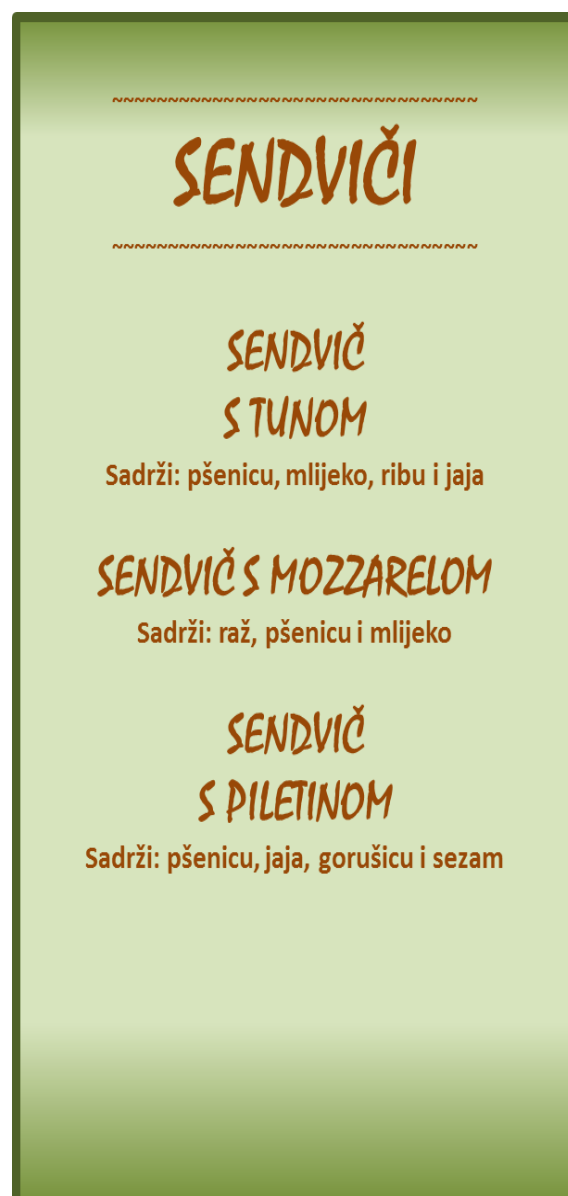 ~~~~~~~~~~~~~~~~~~~~~~~~~~~~~~~~
SENDVIČI
~~~~~~~~~~~~~~~~~~~~~~~~~~~~~~~~
SENDVIČ
S TUNOM
Sadrži: pšenicu, mlijeko, ribu i jaja
SENDVIČ S MOZZARELOM
Sadrži: raž, pšenicu i mlijeko
SENDVIČ
S PILETINOM
Sadrži: pšenicu, jaja, gorušicu i sezam